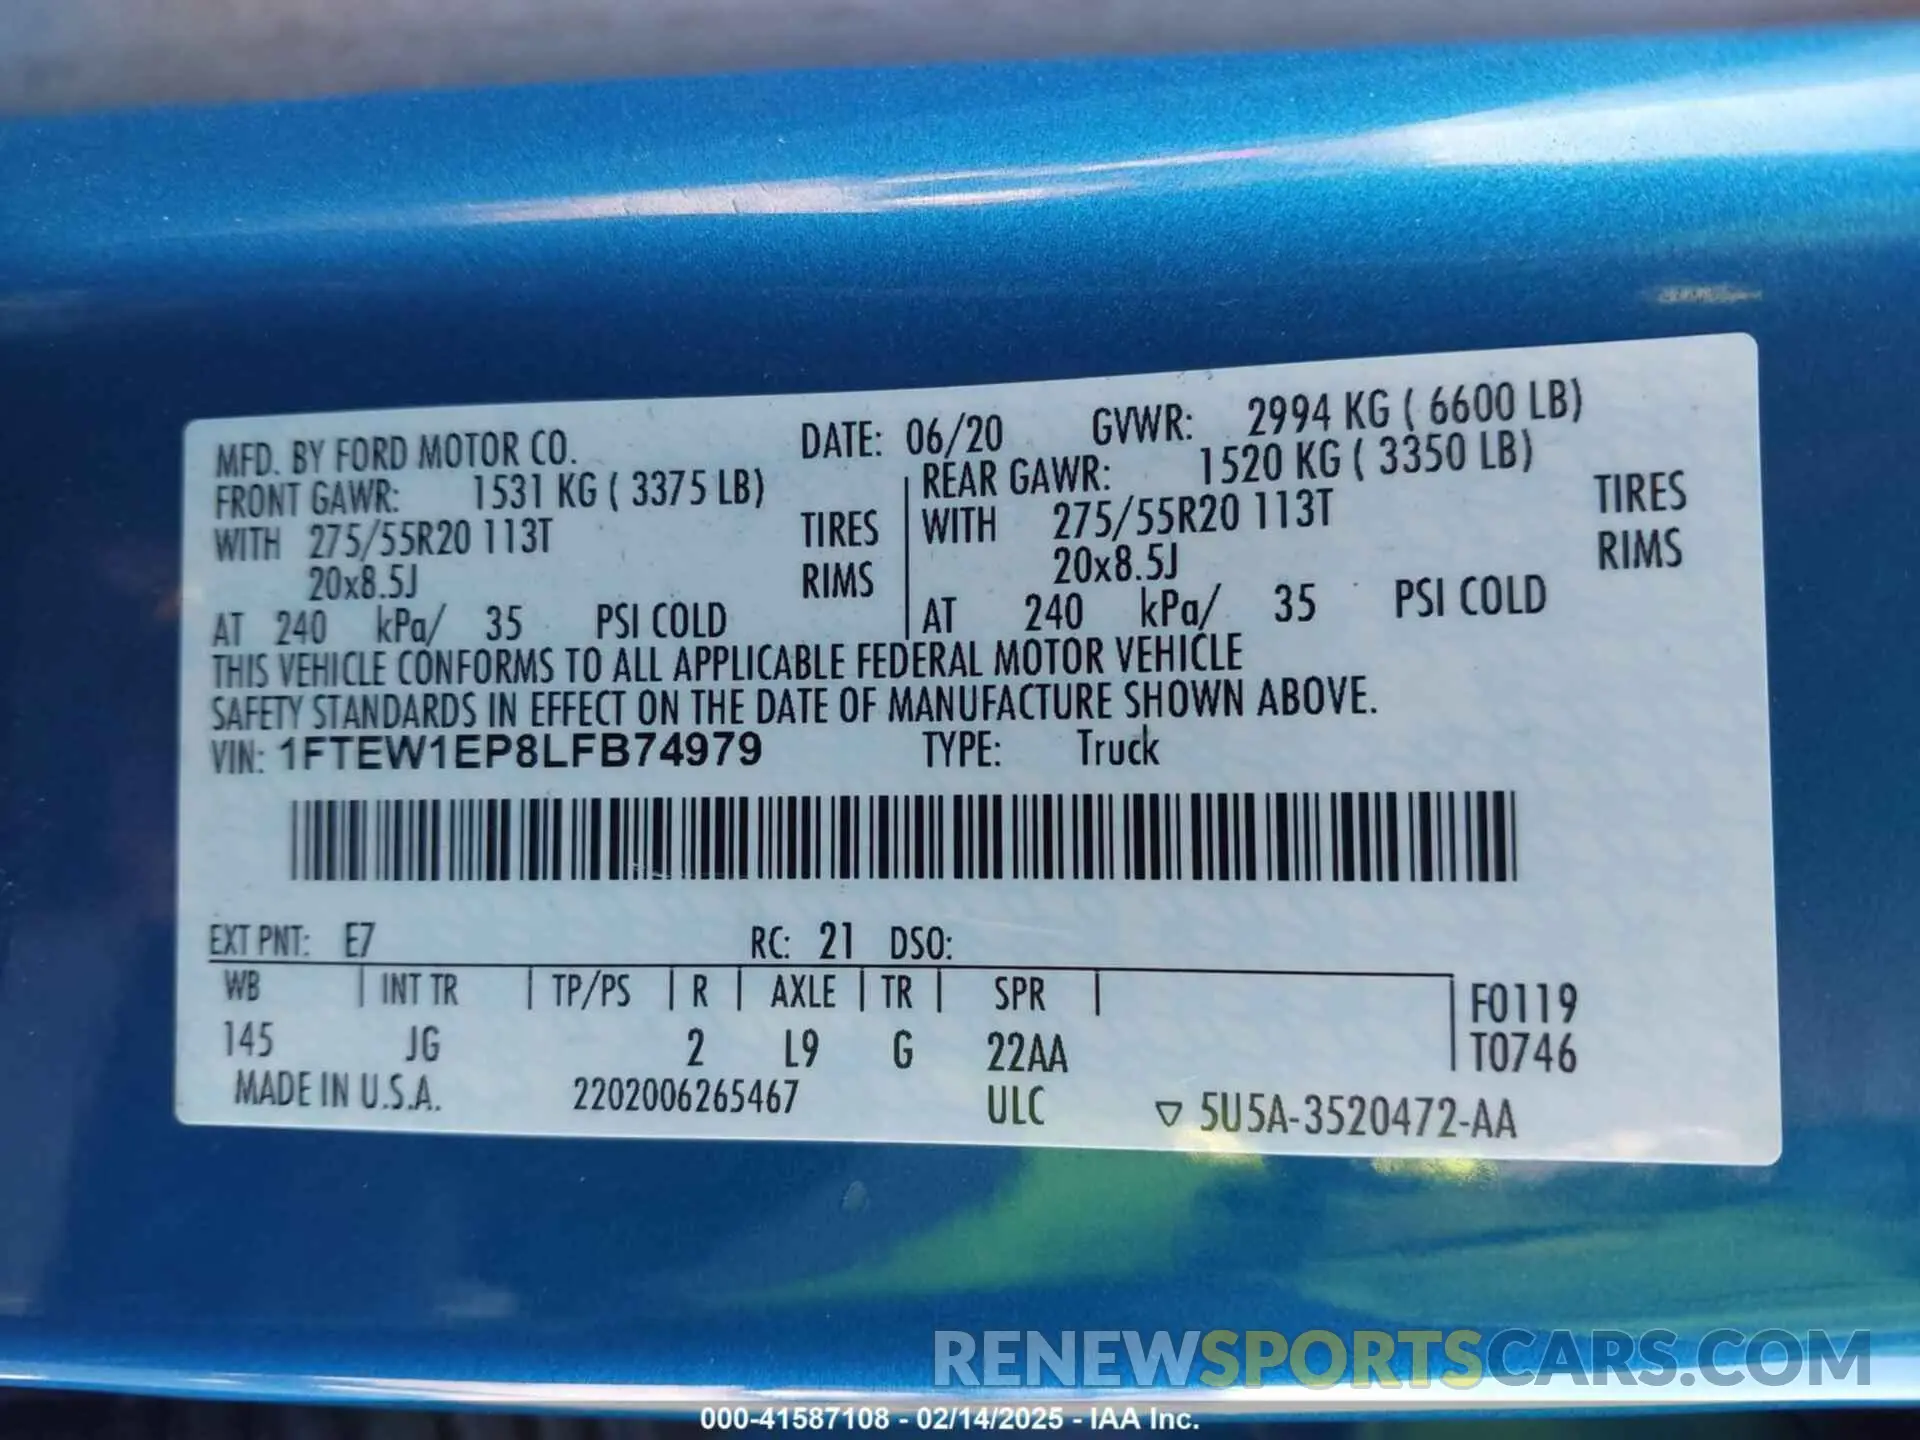 MFD. BY FORD MOTOR CO. DATE: 06/20 GVWR: 2994 KG ( 6600 LB)
FRONT GAWR: 1531 KG ( 3375 LB) REAR GAWR: 1520 KG ( 3350 LB)
WITH 275/55R20 113T TIRES WITH 275/55R20 113T TIRES
20x8.5J RIMS 20x8.5J RIMS
AT 240 kPa/ 35 PSI COLD AT 240 kPa/ 35 PSI COLD
THIS VEHICLE CONFORMS TO ALL APPLICABLE FEDERAL MOTOR VEHICLE
SAFETY STANDARDS IN EFFECT ON THE DATE OF MANUFACTURE SHOWN ABOVE.
VIN: 1FTEW1EP8LFB74979 TYPE: Truck
EXT PNT: E7 RC: 21 DSO:
WB INT TR TP/PS R AXLE TR SPR F0119
145 JG 2 L9 G 22AA T0746
MADE IN U.S.A. 2202006265467 ULC ▽ 5U5A-3520472-AA
RENEWSPORTSCARS.COM
000-41587108 - 02/14/2025 - IAA Inc.